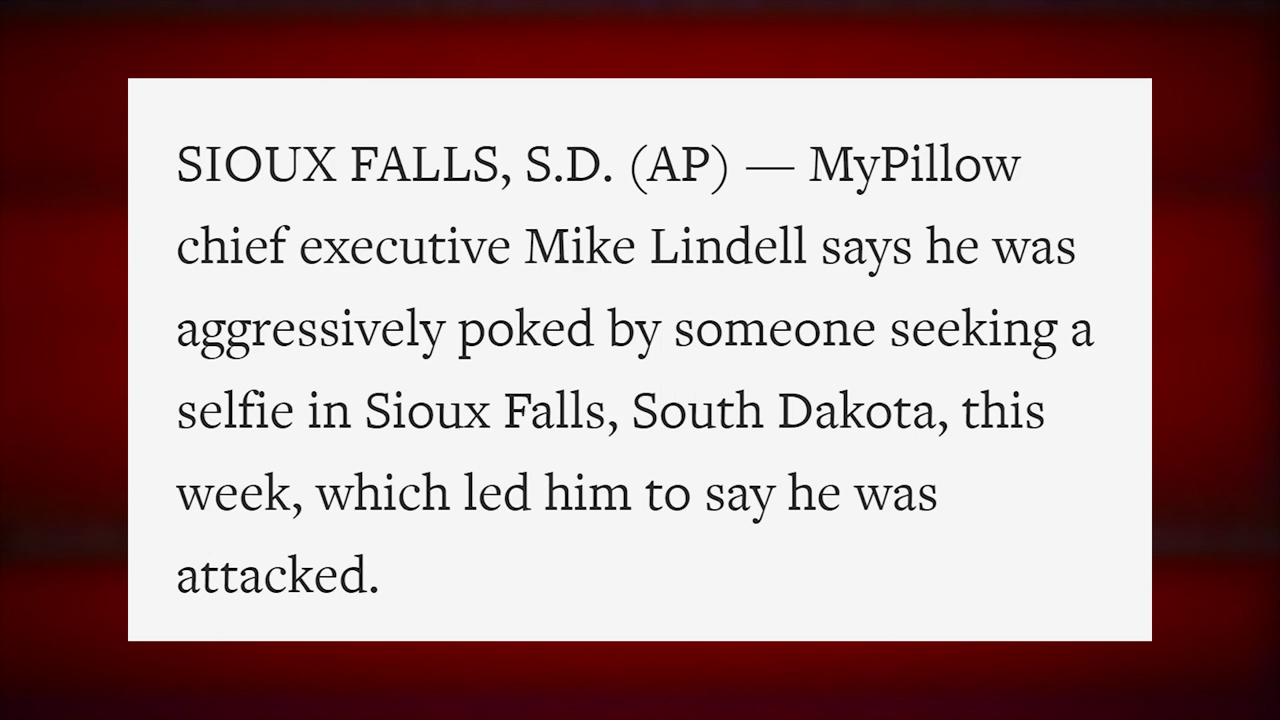 SIOUX FALLS, S.D. (AP) — MyPillow
chief executive Mike Lindell says he was
aggressively poked by someone seeking a
selfie in Sioux Falls, South Dakota, this
week, which led him to say he was
attacked.